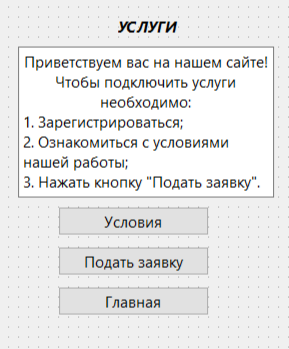 УСЛУГИ
Приветствуем вас на нашем сайте!
Чтобы подключить услуги
необходимо:
1. Зарегистрироваться;
2. Ознакомиться с условиями
нашей работы;
3. Нажать кнопку "Подать заявку".
Условия
Подать заявку
Главная